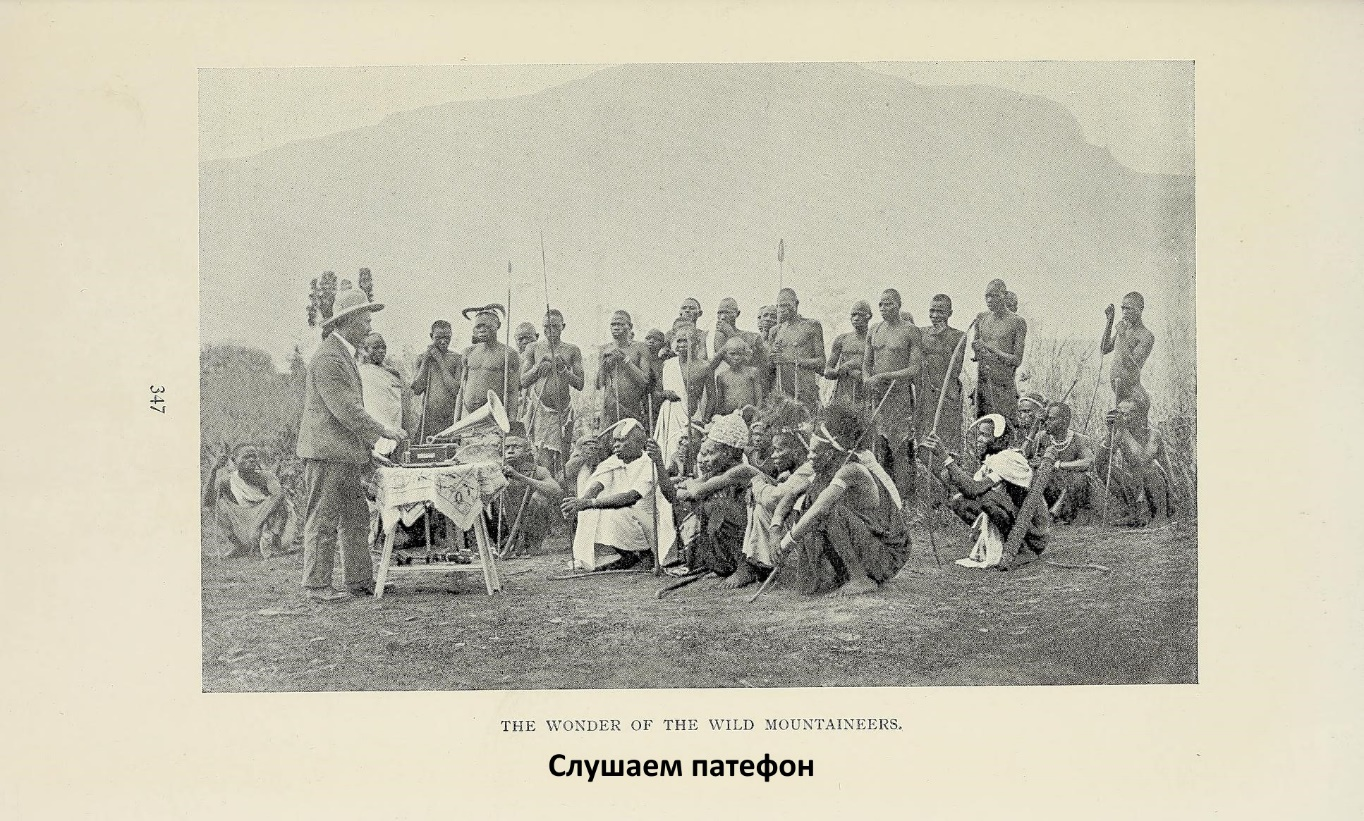 347
THE WONDER OF THE WILD MOUNTAINEERS.
Слушаем патефон